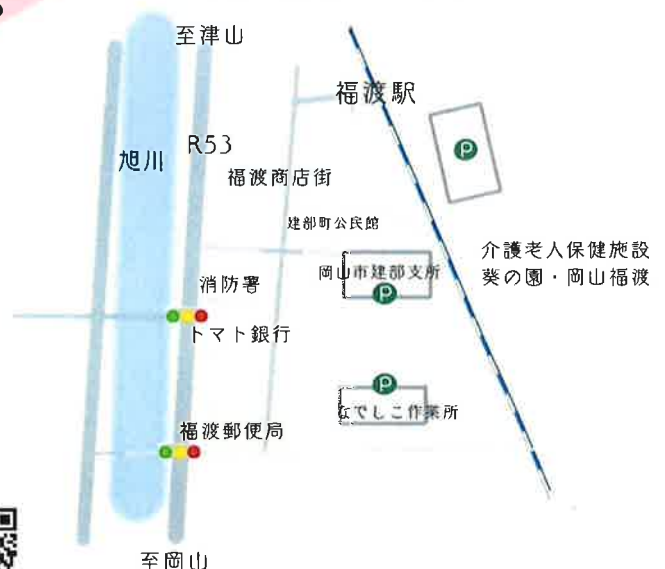 至津山
福渡駅
R53
旭川
福渡商店街
建部町公民館
介護老人保健施設
葵の園・岡山福渡
岡山市建部支所
消防署
トマト銀行
なでしこ作業所
福渡郵便局
至岡山
P
P
P